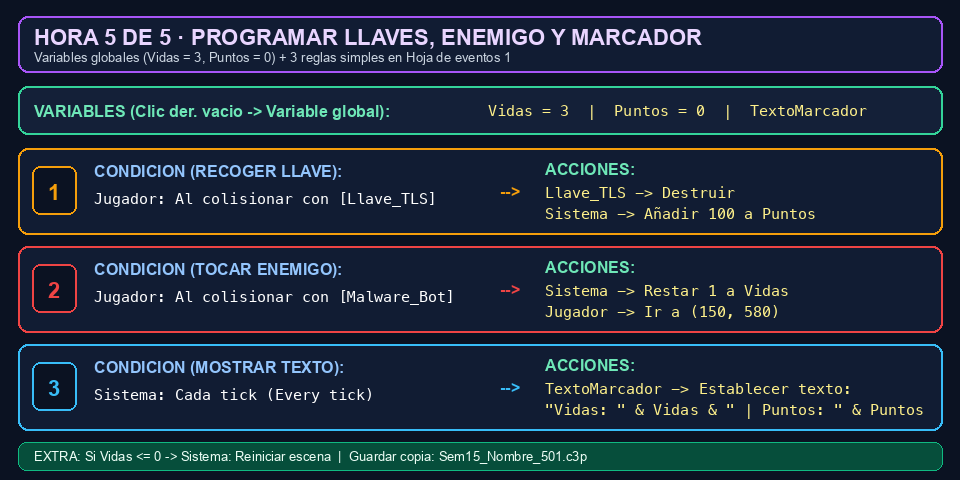 HORA 5 DE 5 · PROGRAMAR LLAVES, ENEMIGO Y MARCADOR
Variables globales (Vidas = 3, Puntos = 0) + 3 reglas simples en Hoja de eventos 1
VARIABLES (Clic der. vacio -> Variable global): Vidas = 3 | Puntos = 0 | TextoMarcador
1
CONDICION (RECOGER LLAVE):
Jugador: Al colisionar con [Llave_TLS]
-->
ACCIONES:
Llave_TLS —> Destruir
Sistema —> Añadir 100 a Puntos
2
CONDICION (TOCAR ENEMIGO):
Jugador: Al colisionar con [Malware_Bot]
-->
ACCIONES:
Sistema —> Restar 1 a Vidas
Jugador —> Ir a (150, 580)
3
CONDICION (MOSTRAR TEXTO):
Sistema: Cada tick (Every tick)
-->
ACCIONES:
TextoMarcador —> Establecer texto:
"Vidas: " & Vidas & " | Puntos: " & Puntos
EXTRA: Si Vidas <= 0 -> Sistema: Reiniciar escena | Guardar copia: Sem15_Nombre_501.c3p